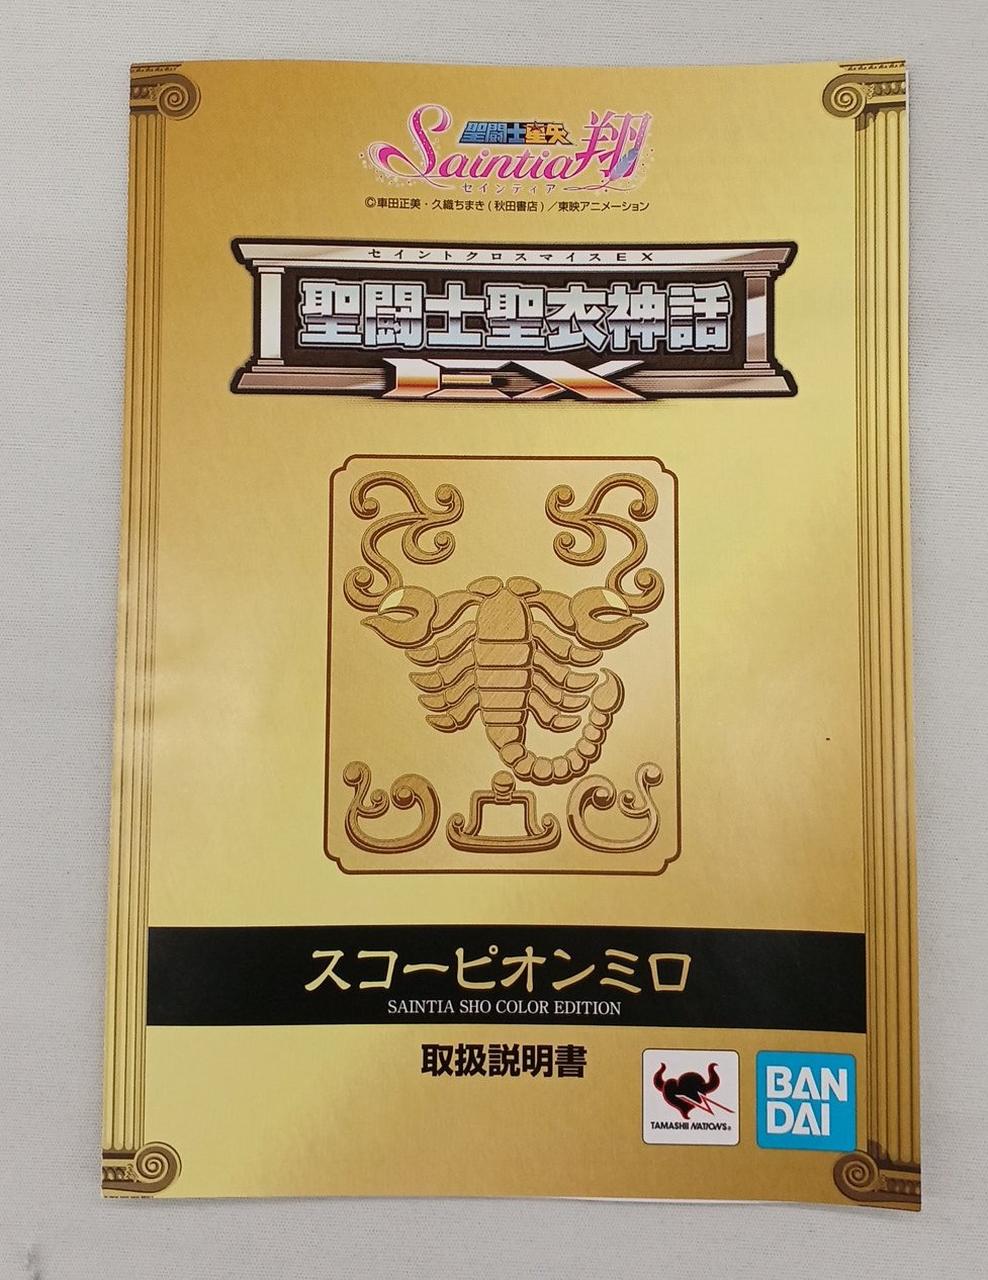 聖闘士星矢
Saintia翔
セインティア
©車田正美・久織ちまき(秋田書店)／東映アニメーション
セイントクロスマイスEX
聖闘士聖衣神話
EX
スコーピオンミロ
SAINTIA SHO COLOR EDITION
取扱説明書
TAMASHII NATIONS®
BAN
DAI